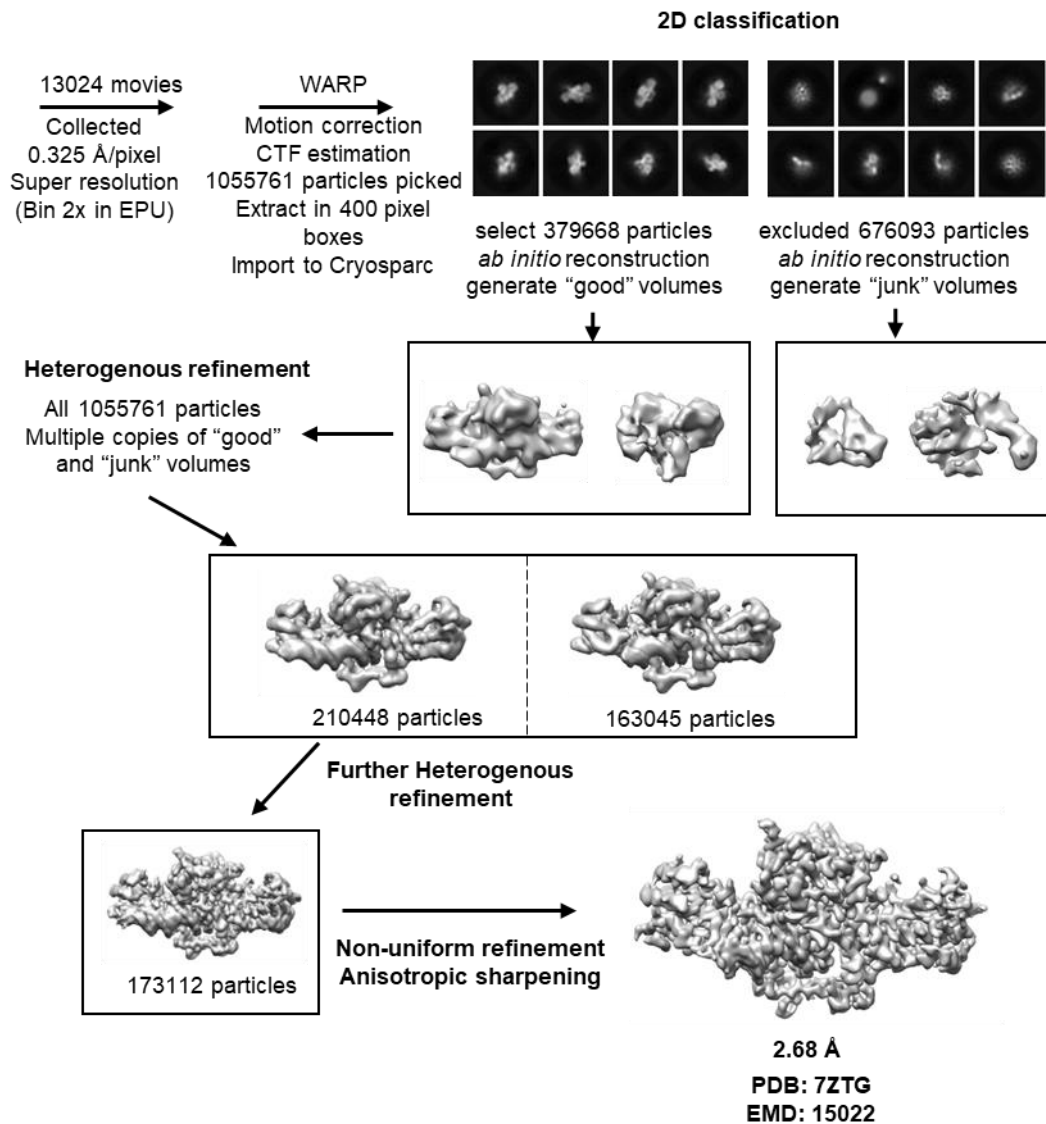 2D classification
13024 movies
Collected
0.325 Å/pixel
Super resolution
(Bin 2x in EPU)
WARP
Motion correction
CTF estimation
1055761 particles picked
Extract in 400 pixel
boxes
Import to Cryosparc
select 379668 particles
ab initio reconstruction
generate “good” volumes
excluded 676093 particles
ab initio reconstruction
generate “junk” volumes
Heterogenous refinement
All 1055761 particles
Multiple copies of “good”
and “junk” volumes
210448 particles
163045 particles
Further Heterogenous
refinement
173112 particles
Non-uniform refinement
Anisotropic sharpening
2.68 Å
PDB: 7ZTG
EMD: 15022